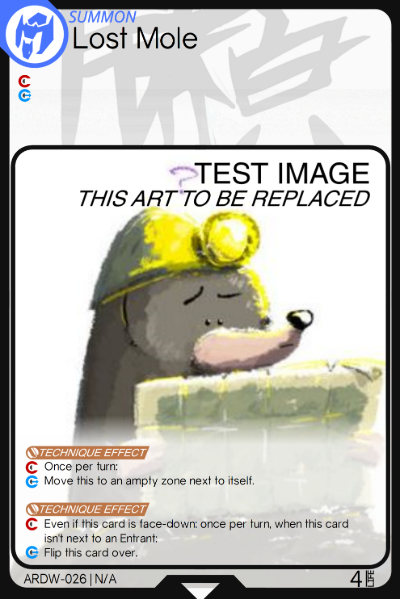 SUMMON
Lost Mole
C
C
?
TEST IMAGE
THIS ART TO BE REPLACED
TECHNIQUE EFFECT
C Once per turn:
C Move this to an ampty zone next to itself.
TECHNIQUE EFFECT
C Even if this card is face-down: once per turn, when this card
isn't next to an Entrant:
C Flip this card over.
ARDW-026 | N/A
4 LIFE